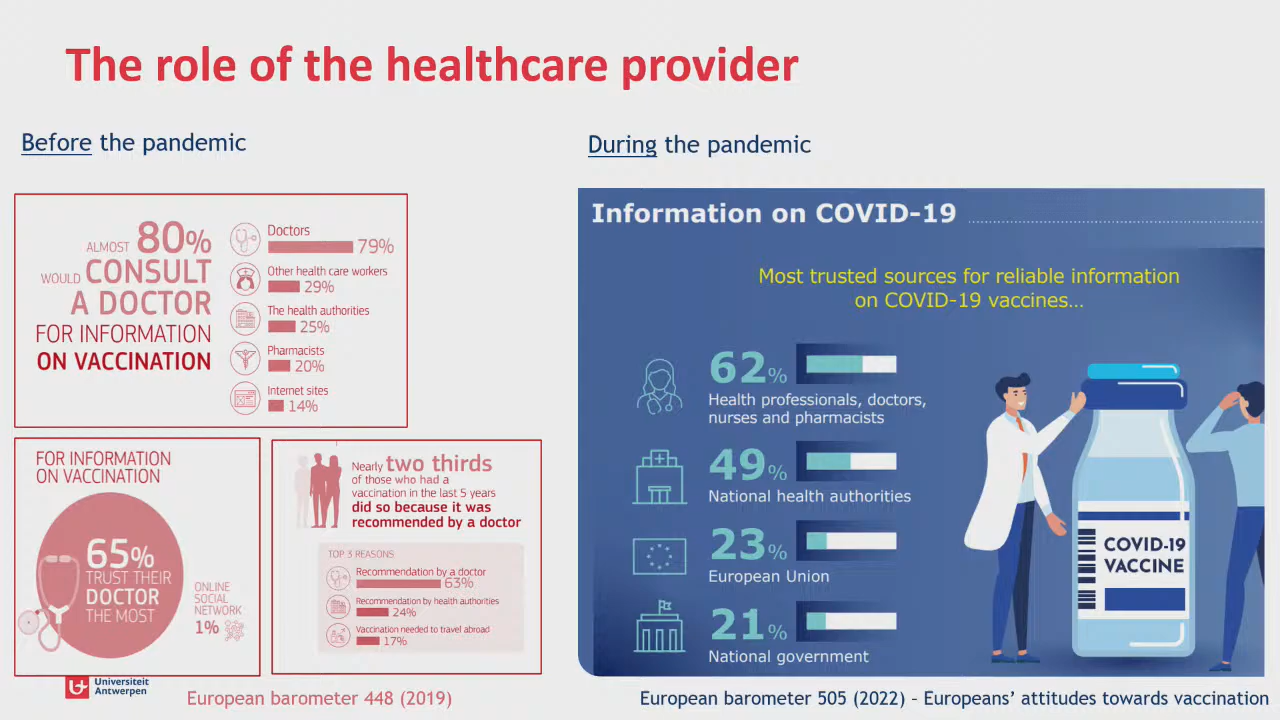 The role of the healthcare provider
Before the pandemic
ALMOST 80%
WOULD CONSULT
A DOCTOR
FOR INFORMATION
ON VACCINATION
Doctors
79%
Other health care workers
29%
The health authorities
25%
Pharmacists
20%
Internet sites
14%
FOR INFORMATION
ON VACCINATION
65%
TRUST THEIR
DOCTOR
THE MOST
ONLINE
SOCIAL
NETWORK
1%
Nearly two thirds
of those who had a
vaccination in the last 5 years
did so because it was
recommended by a doctor
TOP 3 REASONS:
Recommendation by a doctor
63%
Recommendation by health authorities
24%
Vaccination needed to travel abroad
17%
Universiteit
Antwerpen
European barometer 448 (2019)
During the pandemic
Information on COVID-19
Most trusted sources for reliable information
on COVID-19 vaccines...
62%
Health professionals, doctors,
nurses and pharmacists
49%
National health authorities
23%
European Union
21%
National government
COVID-19
VACCINE
European barometer 505 (2022) – Europeans' attitudes towards vaccination